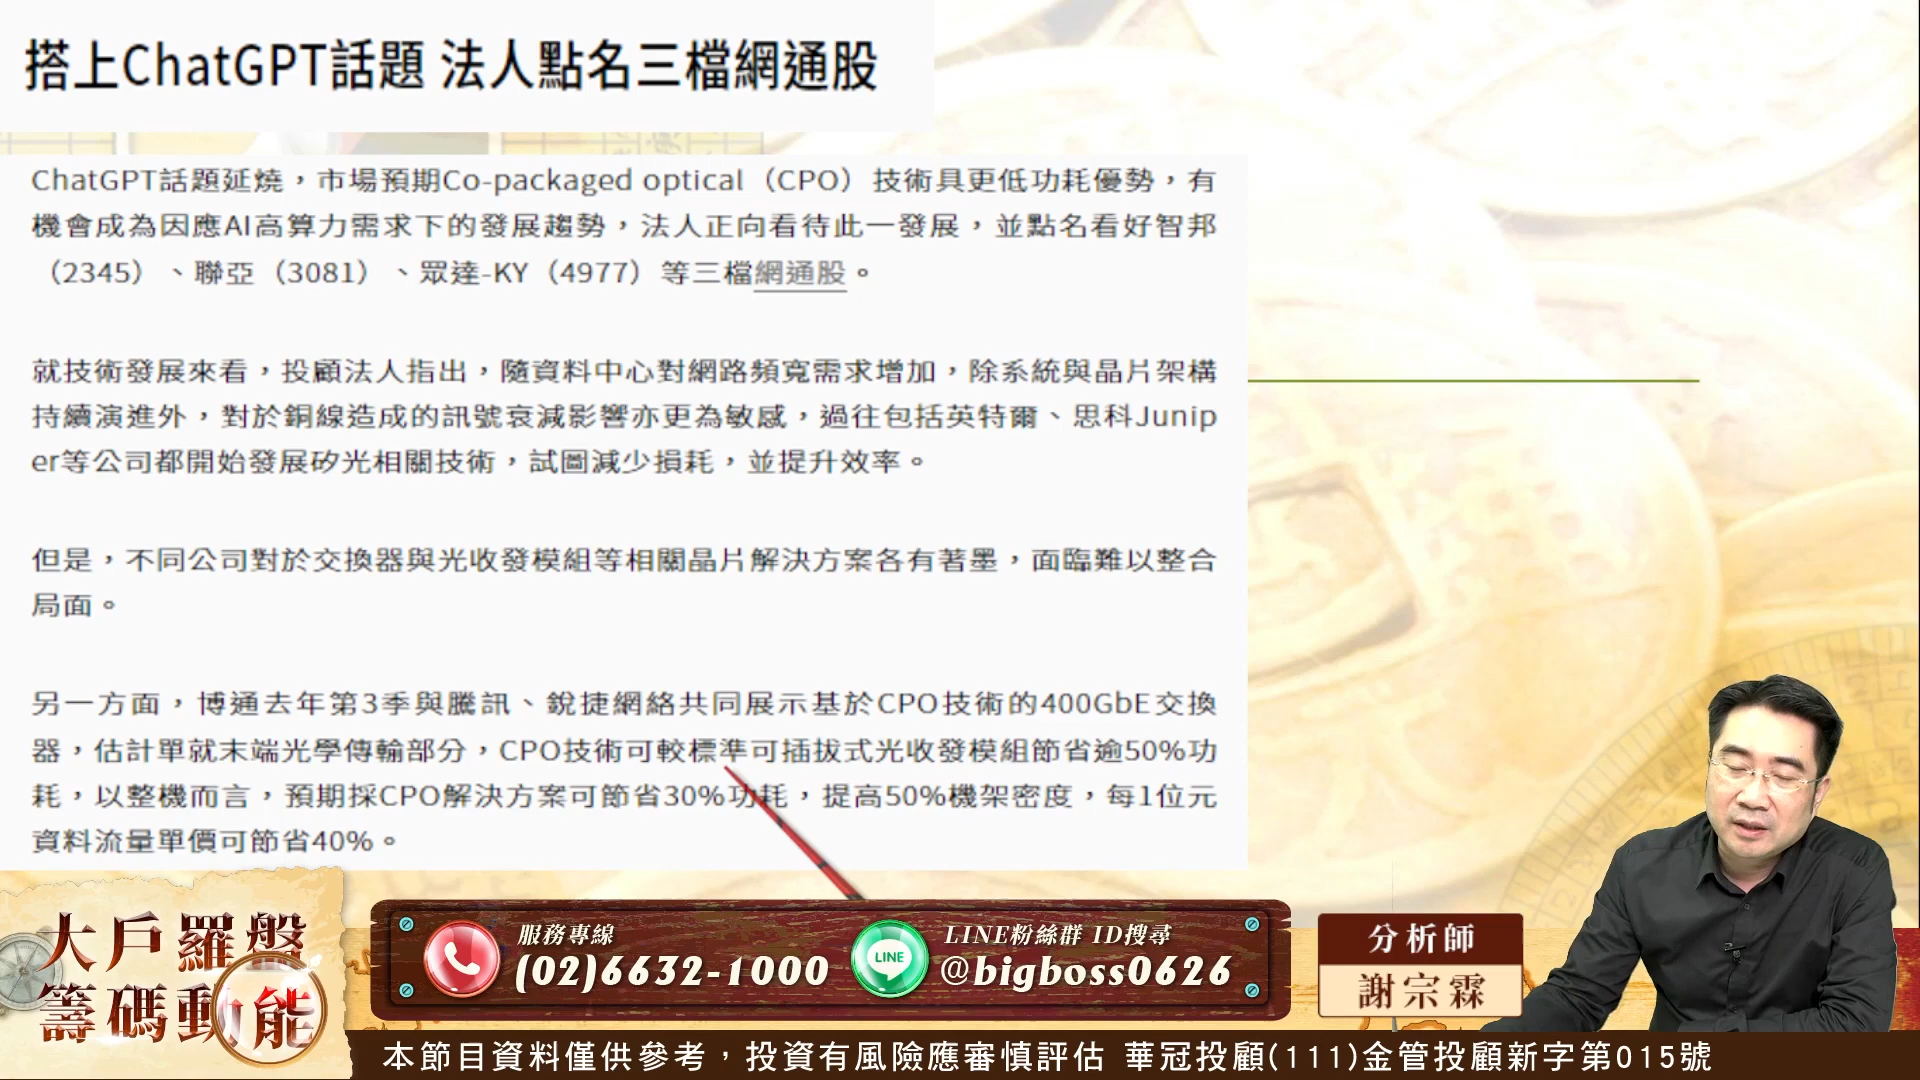 搭上ChatGPT話題 法人點名三檔網通股
ChatGPT話題延燒，市場預期Co-packaged optical（CPO）技術具更低功耗優勢，有
機會成為因應AI高算力需求下的發展趨勢，法人正向看待此一發展，並點名看好智邦
（2345）、聯亞（3081）、眾達-KY（4977）等三檔網通股。
就技術發展來看，投顧法人指出，隨資料中心對網路頻寬需求增加，除系統與晶片架構
持續演進外，對於銅線造成的訊號衰減影響亦更為敏感，過往包括英特爾、思科Junip
er等公司都開始發展矽光相關技術，試圖減少損耗，並提升效率。
但是，不同公司對於交換器與光收發模組等相關晶片解決方案各有著墨，面臨難以整合
局面。
另一方面，博通去年第3季與騰訊、銳捷網絡共同展示基於CPO技術的400GbE交換
器，估計單就末端光學傳輸部分，CPO技術可較標準可插拔式光收發模組節省逾50%功
耗，以整機而言，預期採CPO解決方案可節省30%功耗，提高50%機架密度，每1位元
資料流量單價可節省40%。
大戶羅盤
籌碼動能
服務專線
(02)6632-1000
LINE
LINE粉絲群 ID搜尋
@bigboss0626
分析師
謝宗霖
本節目資料僅供參考，投資有風險應審慎評估 華冠投顧(111)金管投顧新字第015號